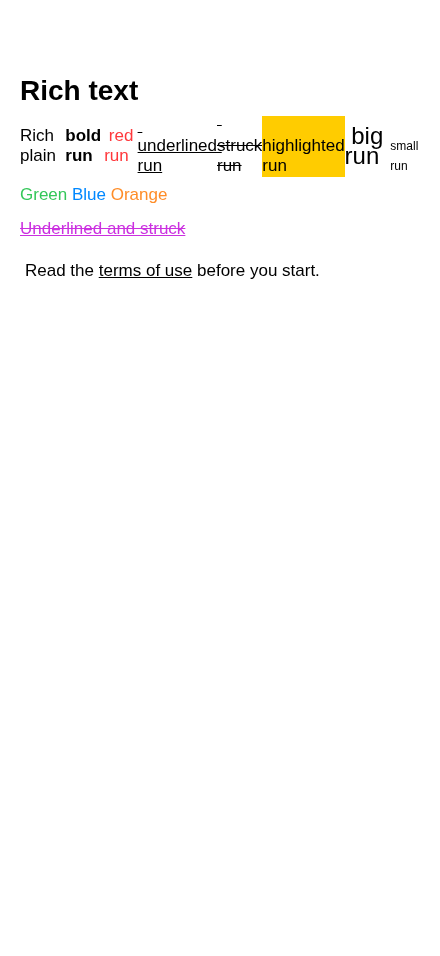 Rich text
Rich plain bold run red run underlined run struck run highlighted run big run small run
Green Blue Orange
Underlined and struck
Read the terms of use before you start.